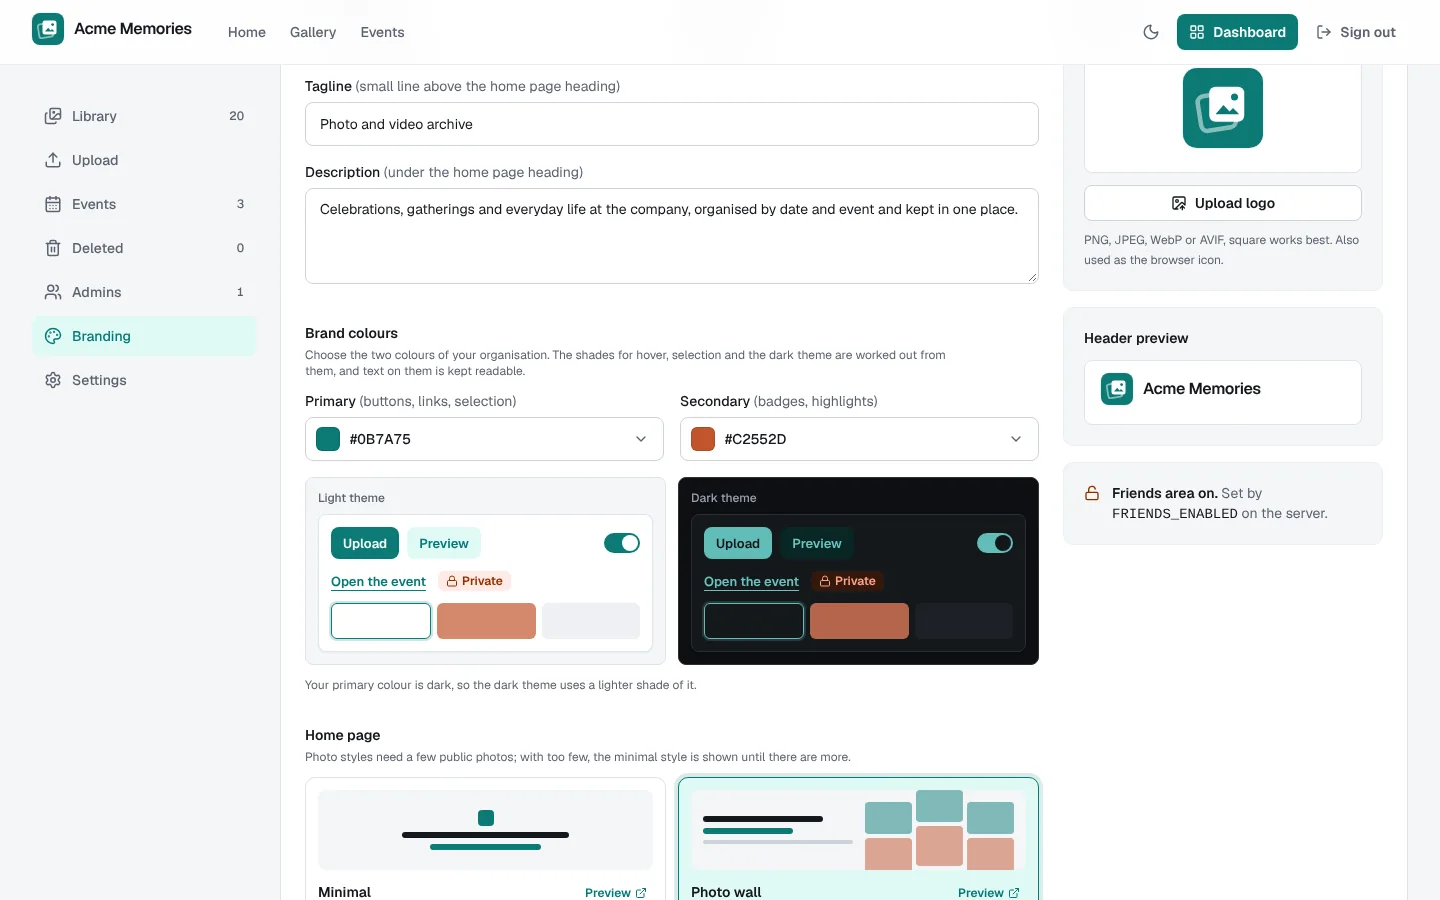 Acme Memories
Home
Gallery
Events
Dashboard
Sign out
Library 20
Upload
Events 3
Deleted 0
Admins 1
Branding
Settings
Tagline (small line above the home page heading)
Photo and video archive
Description (under the home page heading)
Celebrations, gatherings and everyday life at the company, organised by date and event and kept in one place.
Brand colours
Choose the two colours of your organisation. The shades for hover, selection and the dark theme are worked out from
them, and text on them is kept readable.
Primary (buttons, links, selection)
#0B7A75
Secondary (badges, highlights)
#C2552D
Light theme
Upload
Preview
Open the event
Private
Dark theme
Upload
Preview
Open the event
Private
Your primary colour is dark, so the dark theme uses a lighter shade of it.
Home page
Photo styles need a few public photos; with too few, the minimal style is shown until there are more.
Minimal
Preview
Photo wall
Preview
Upload logo
PNG, JPEG, WebP or AVIF, square works best. Also
used as the browser icon.
Header preview
Acme Memories
Friends area on. Set by
FRIENDS_ENABLED on the server.